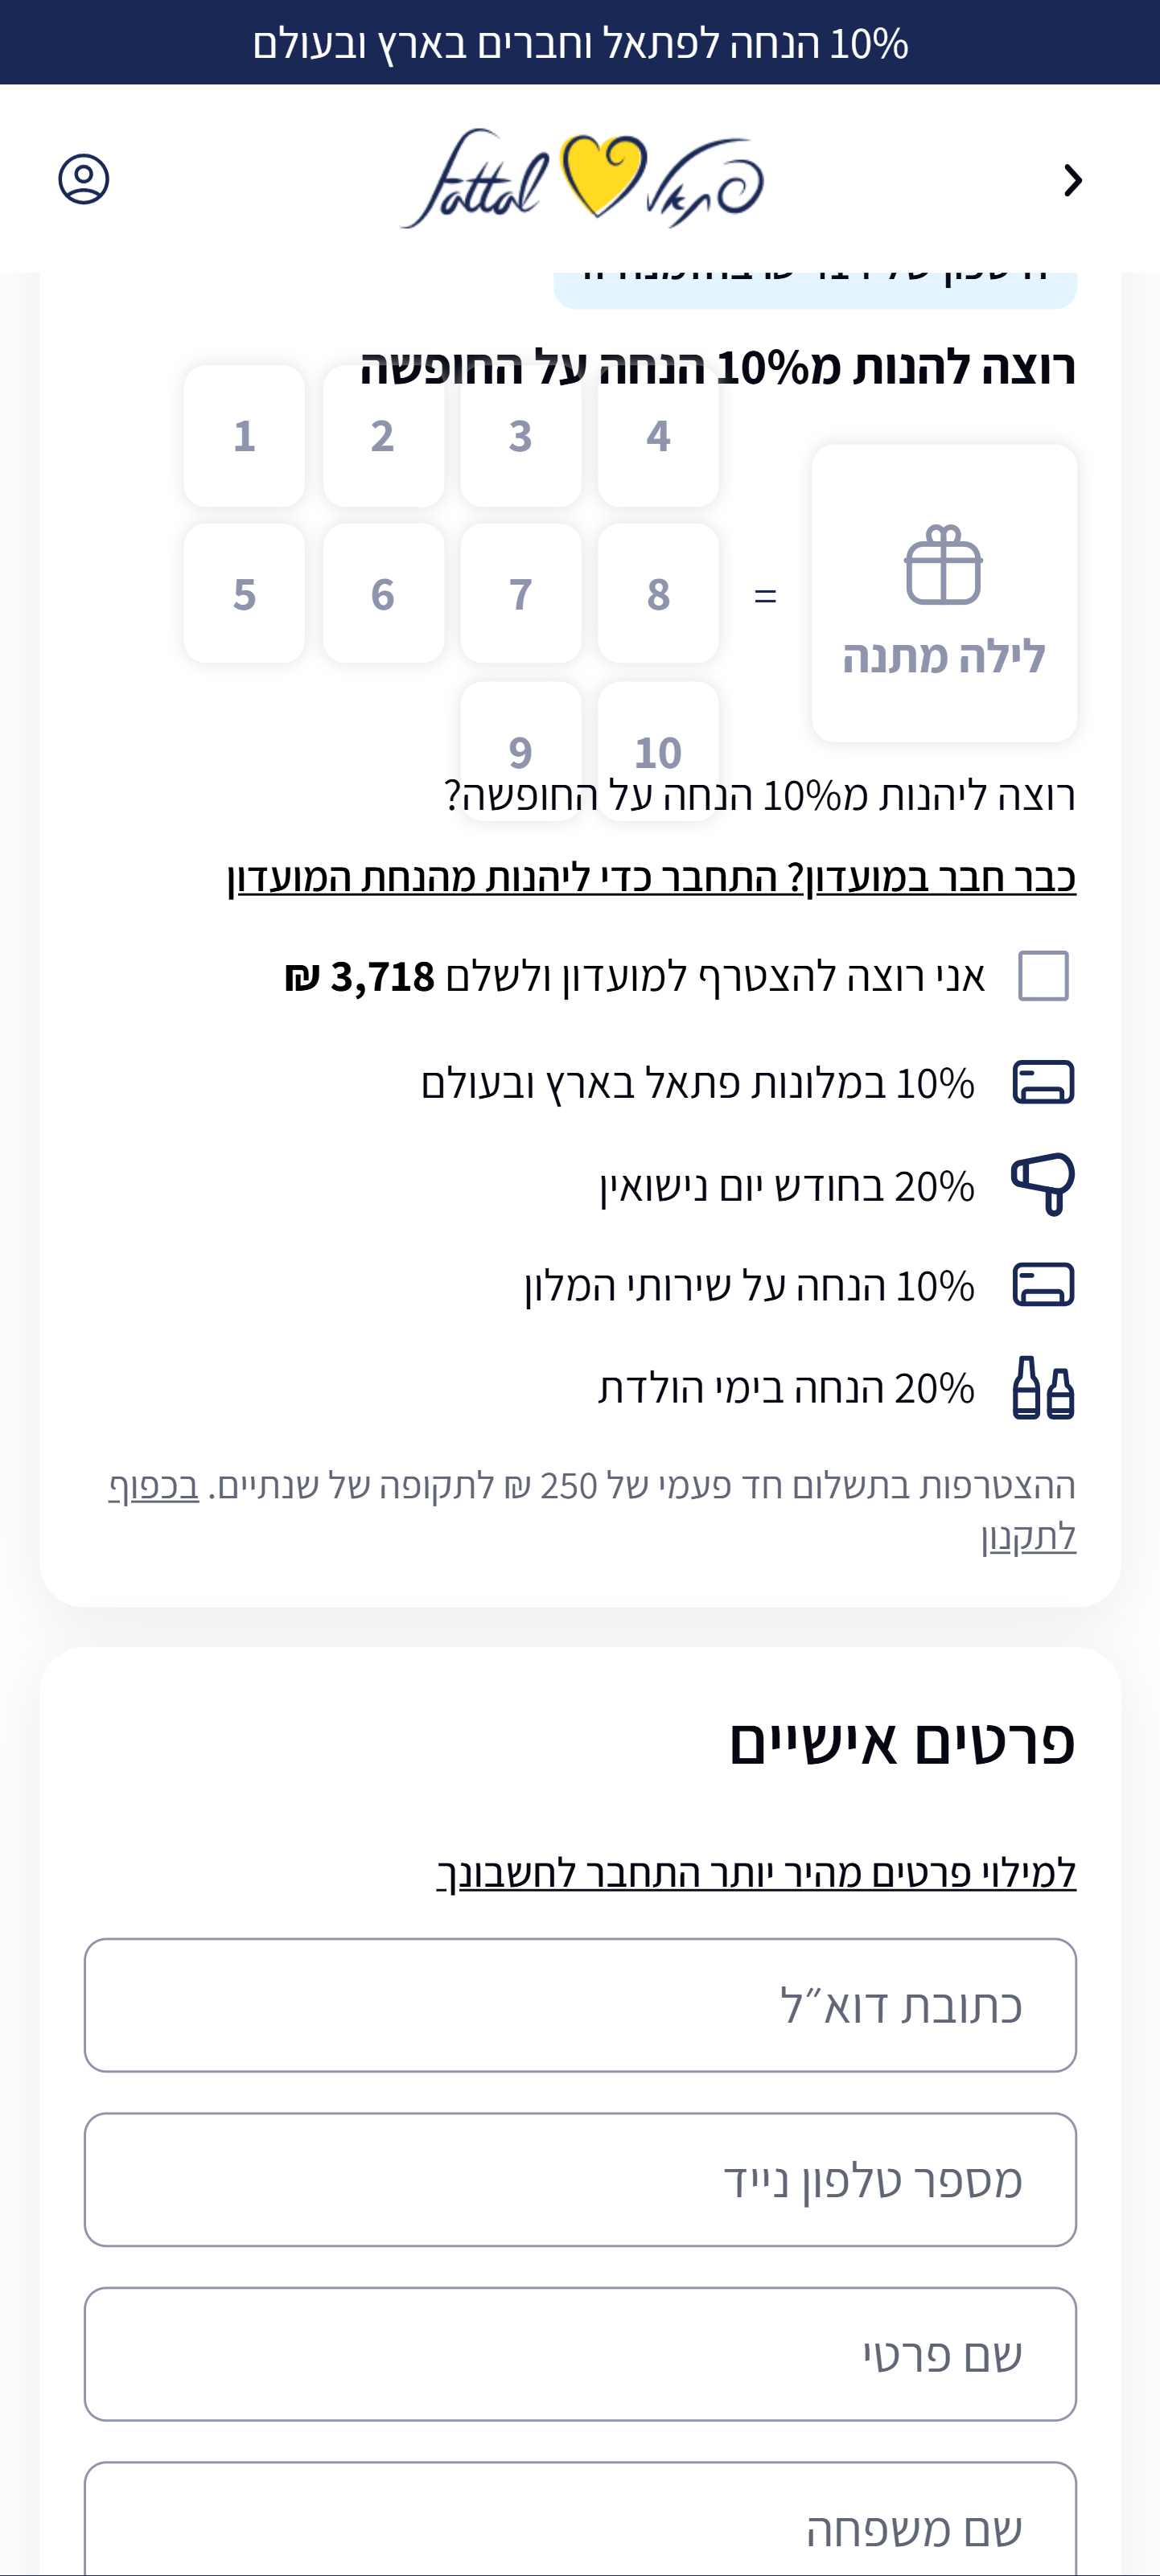 10% הנחה לפתאל וחברים בארץ ובעולם
fattal פתאל
רוצה להנות מ10% הנחה על החופשה
1 2 3 4
5 6 7 8 =
לילה מתנה
9 10
רוצה ליהנות מ10% הנחה על החופשה?
כבר חבר במועדון? התחבר כדי ליהנות מהנחת המועדון
אני רוצה להצטרף למועדון ולשלם 3,718 ₪
10% במלונות פתאל בארץ ובעולם
20% בחודש יום נישואין
10% הנחה על שירותי המלון
20% הנחה בימי הולדת
ההצטרפות בתשלום חד פעמי של 250 ₪ לתקופה של שנתיים. בכפוף
לתקנון
פרטים אישיים
למילוי פרטים מהיר יותר התחבר לחשבונך
כתובת דוא״ל
מספר טלפון נייד
שם פרטי
שם משפחה